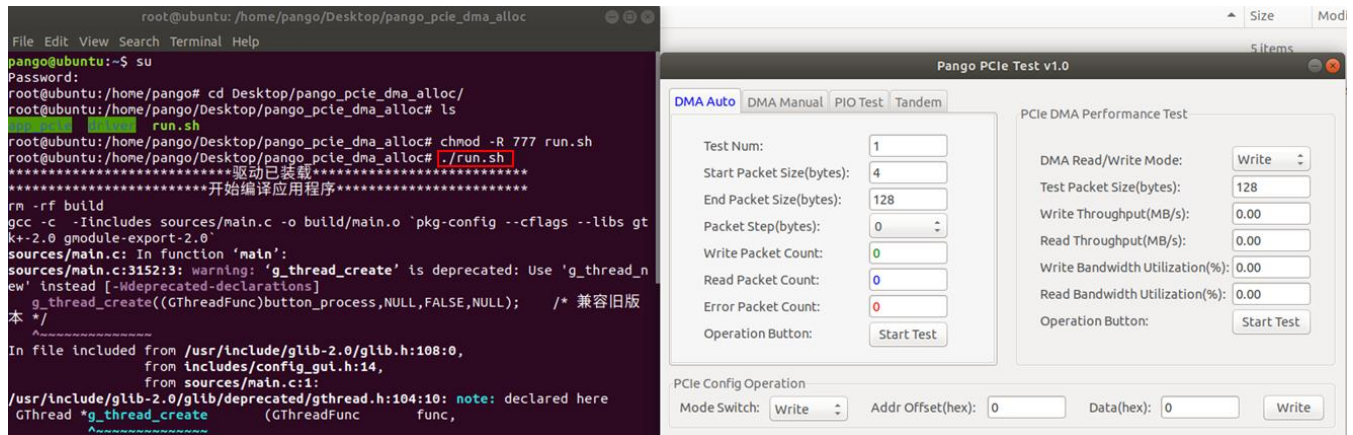 root@ubuntu: /home/pango/Desktop/pango_pcie_dma_alloc
File Edit View Search Terminal Help
pango@ubuntu:~$ su
Password:
root@ubuntu:/home/pango# cd Desktop/pango_pcie_dma_alloc/
root@ubuntu:/home/pango/Desktop/pango_pcie_dma_alloc# ls
app_pcie driver run.sh
root@ubuntu:/home/pango/Desktop/pango_pcie_dma_alloc# chmod -R 777 run.sh
root@ubuntu:/home/pango/Desktop/pango_pcie_dma_alloc# ./run.sh
****************************驱动已装载**************************
*************************开始编译应用程序************************
rm -rf build
gcc -c  -Iincludes sources/main.c -o build/main.o `pkg-config --cflags --libs gt
k+-2.0 gmodule-export-2.0`
sources/main.c: In function ‘main’:
sources/main.c:3152:3: warning: ‘g_thread_create’ is deprecated: Use 'g_thread_n
ew' instead [-Wdeprecated-declarations]
g_thread_create((GThreadFunc)button_process,NULL,FALSE,NULL);    /* 兼容旧版
本 */
^~~~~~~~~~~~~~~
In file included from /usr/include/glib-2.0/glib.h:108:0,
from includes/config_gui.h:14,
from sources/main.c:1:
/usr/include/glib-2.0/glib/deprecated/gthread.h:104:10: note: declared here
GThread *g_thread_create       (GThreadFunc       func,
^~~~~~~~~~~~~~~
Size Modi
5 items
Pango PCIe Test v1.0
DMA Auto DMA Manual PIO Test Tandem
Test Num: 1
Start Packet Size(bytes): 4
End Packet Size(bytes): 128
Packet Step(bytes): 0
Write Packet Count: 0
Read Packet Count: 0
Error Packet Count: 0
Operation Button: Start Test
PCIe DMA Performance Test
DMA Read/Write Mode: Write
Test Packet Size(bytes): 128
Write Throughput(MB/s): 0.00
Read Throughput(MB/s): 0.00
Write Bandwidth Utilization(%): 0.00
Read Bandwidth Utilization(%): 0.00
Operation Button: Start Test
PCIe Config Operation
Mode Switch: Write Addr Offset(hex): 0 Data(hex): 0 Write